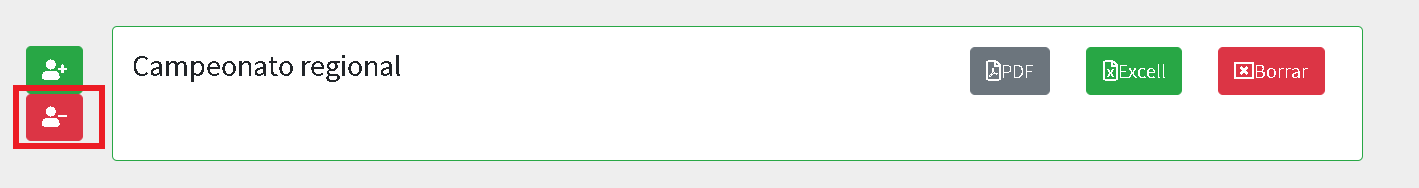 Campeonato regional
PDF
Excell
Borrar